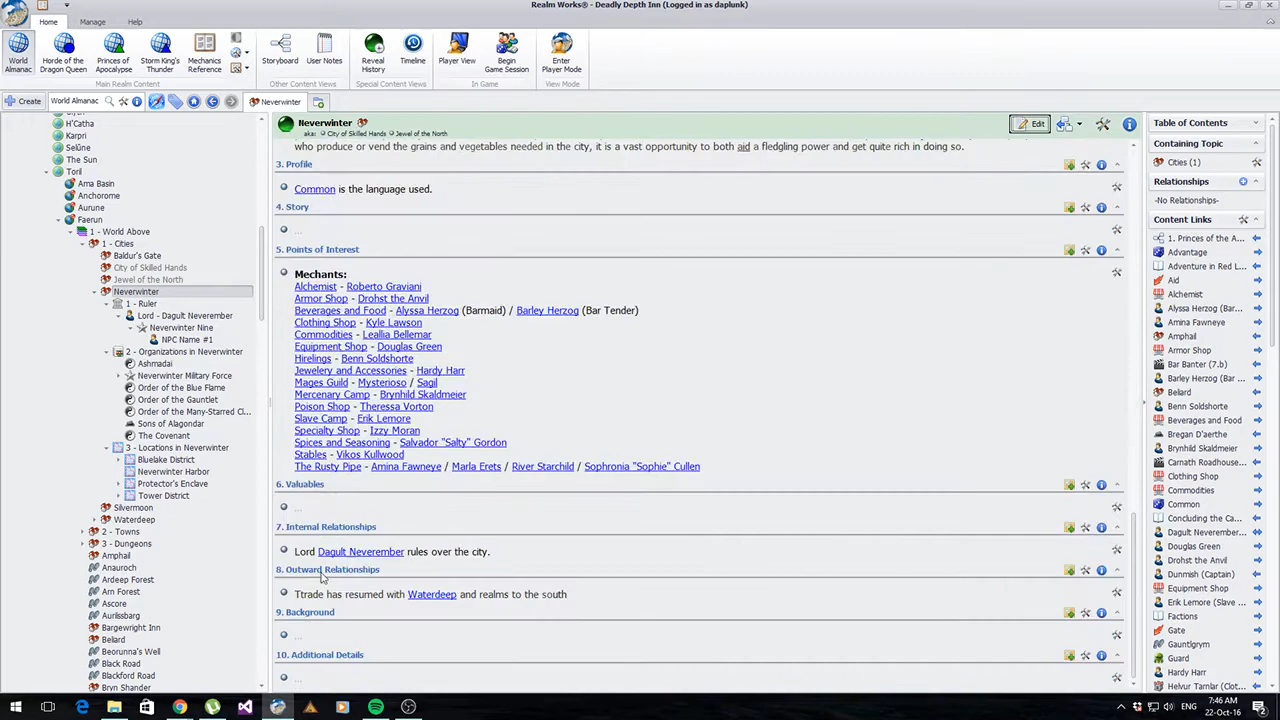 Realm Works® - Deadly Depth Inn (Logged in as daplunk)
Home Manage Help
World Almanac
Horde of the Dragon Queen
Princes of Apocalypse
Storm King's Thunder
Mechanics Reference
Storyboard
User Notes
Reveal History
Timeline
Player View
Begin Game Session
Enter Player Mode
Main Realm Content
Other Content Views
Special Content Views
In Game
View Mode
Create
World Almanac
Neverwinter
H'Catha
Karpri
Selûne
The Sun
Toril
Ama Basin
Anchorome
Aurune
Faerun
1 - World Above
1 - Cities
Baldur's Gate
City of Skilled Hands
Jewel of the North
Neverwinter
1 - Ruler
Lord - Dagult Neverember
Neverwinter Nine
NPC Name #1
2 - Organizations in Neverwinter
Ashmadai
Neverwinter Military Force
Order of the Blue Flame
Order of the Gauntlet
Order of the Many-Starred Cl...
Sons of Alagondar
The Covenant
3 - Locations in Neverwinter
Bluelake District
Neverwinter Harbor
Protector's Enclave
Tower District
Silvermoon
Waterdeep
2 - Towns
3 - Dungeons
Amphail
Anauroch
Ardeep Forest
Arn Forest
Ascore
Aurilssbarg
Bargewright Inn
Beliard
Beorunna's Well
Black Road
Blackford Road
Bryn Shander
Neverwinter
aka: City of Skilled Hands Jewel of the North
Edit
who produce or vend the grains and vegetables needed in the city, it is a vast opportunity to both aid a fledgling power and get quite rich in doing so.
3. Profile
Common is the language used.
4. Story
...
5. Points of Interest
Mechants:
Alchemist - Roberto Graviani
Armor Shop - Drohst the Anvil
Beverages and Food - Alyssa Herzog (Barmaid) / Barley Herzog (Bar Tender)
Clothing Shop - Kyle Lawson
Commodities - Leallia Bellemar
Equipment Shop - Douglas Green
Hirelings - Benn Soldshorte
Jewelery and Accessories - Hardy Harr
Mages Guild - Mysterioso / Sagil
Mercenary Camp - Brynhild Skaldmeier
Poison Shop - Theressa Vorton
Slave Camp - Erik Lemore
Specialty Shop - Izzy Moran
Spices and Seasoning - Salvador "Salty" Gordon
Stables - Vikos Kullwood
The Rusty Pipe - Amina Fawneye / Marla Erets / River Starchild / Sophronia "Sophie" Cullen
6. Valuables
...
7. Internal Relationships
Lord Dagult Neverember rules over the city.
8. Outward Relationships
Ttrade has resumed with Waterdeep and realms to the south
9. Background
...
10. Additional Details
...
Table of Contents
Containing Topic
Cities (1)
Relationships
-No Relationships-
Content Links
1. Princes of the A...
Advantage
Adventure in Red L...
Aid
Alchemist
Alyssa Herzog (Bar...
Amina Fawneye
Amphail
Armor Shop
Bar Banter (7.b)
Barley Herzog (Bar ...
Beliard
Benn Soldshorte
Beverages and Food
Bregan D'aerthe
Brynhild Skaldmeier
Carnath Roadhouse...
Clothing Shop
Commodities
Common
Concluding the Ca...
Dagult Neverember...
Douglas Green
Drohst the Anvil
Dunmish (Captain)
Equipment Shop
Erik Lemore (Slave ...
Factions
Gate
Gauntlgrym
Guard
Hardy Harr
Helvur Tarnlar (Clot...
ENG
7:46 AM
22-Oct-16